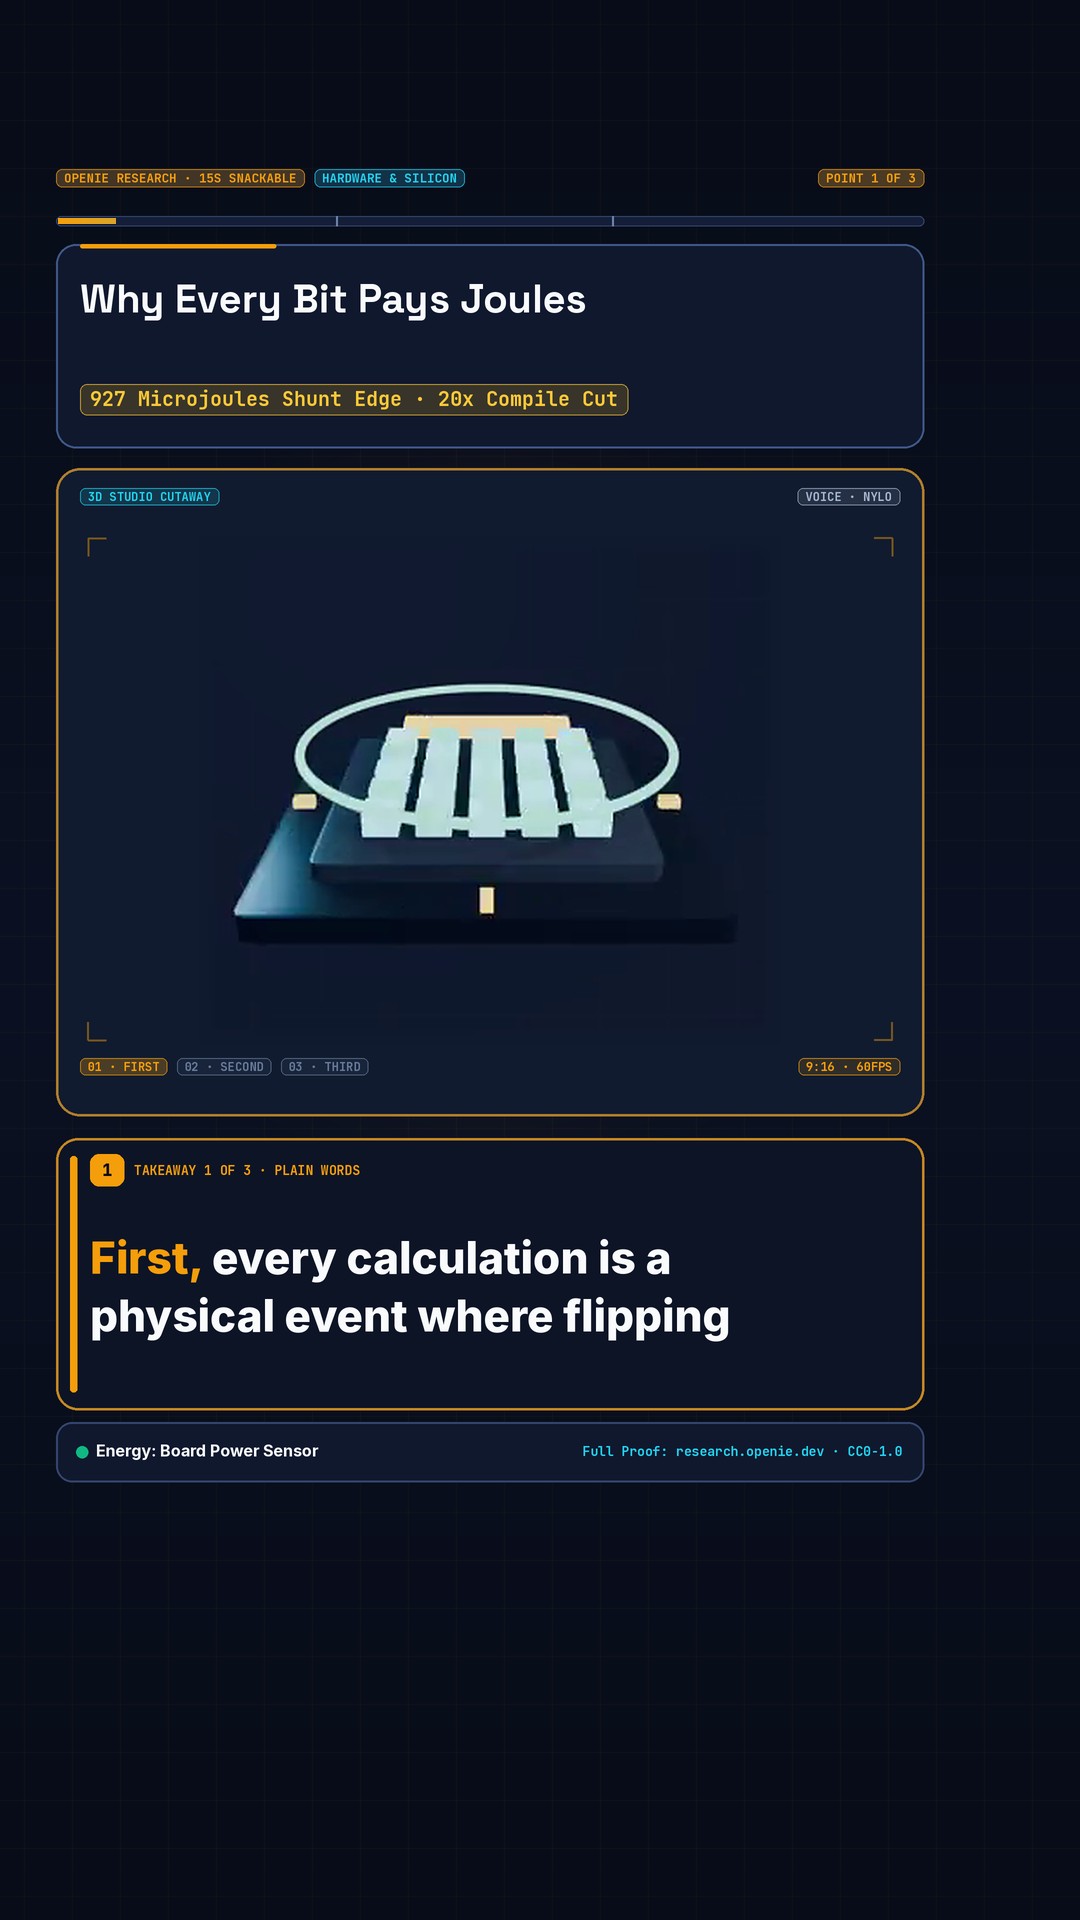 OPENIE RESEARCH · 15S SNACKABLE
HARDWARE & SILICON
POINT 1 OF 3
Why Every Bit Pays Joules
927 Microjoules Shunt Edge · 20x Compile Cut
3D STUDIO CUTAWAY
VOICE · NYLO
01 · FIRST
02 · SECOND
03 · THIRD
9:16 · 60FPS
1
TAKEAWAY 1 OF 3 · PLAIN WORDS
First, every calculation is a
physical event where flipping
Energy: Board Power Sensor
Full Proof: research.openie.dev · CC0-1.0